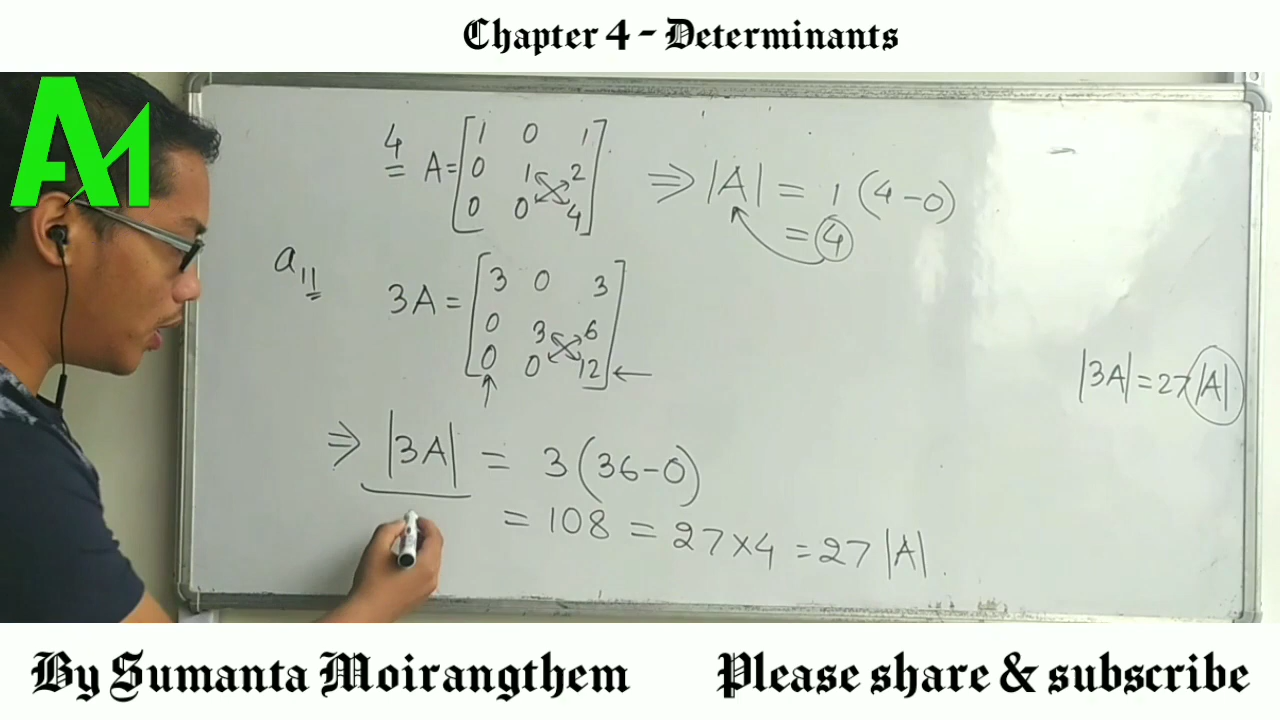 Chapter 4 - Determinants
AM
4 A = [1 0 1
0 1 2
0 0 4]
⇒ |A| = 1 (4-0)
= 4
a11
3A = [3 0 3
0 3 6
0 0 12] ←
|3A| = 27 |A|
⇒ |3A| = 3 (36-0)
= 108 = 27×4 = 27 |A|
By Sumanta Moirangthem
Please share & subscribe